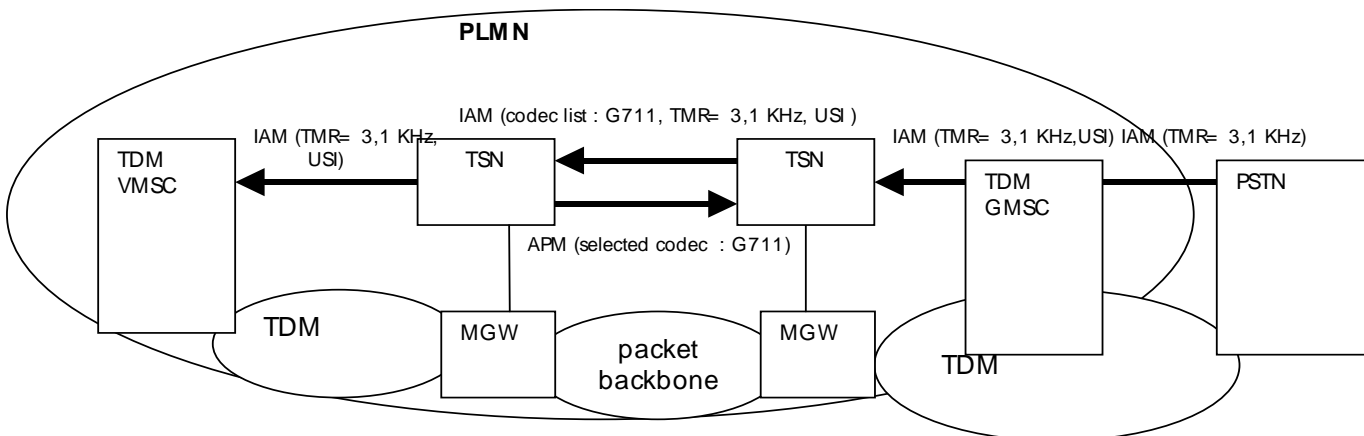 PLMN
IAM (codec list : G711, TMR= 3,1 KHz, USI )
IAM (TMR= 3,1 KHz,
USI)
IAM (TMR= 3,1 KHz,USI) IAM (TMR= 3,1 KHz)
TDM
VMSC
TSN
TSN
TDM
GMSC
PSTN
APM (selected codec : G711)
TDM
MGW
packet
backbone
MGW
TDM